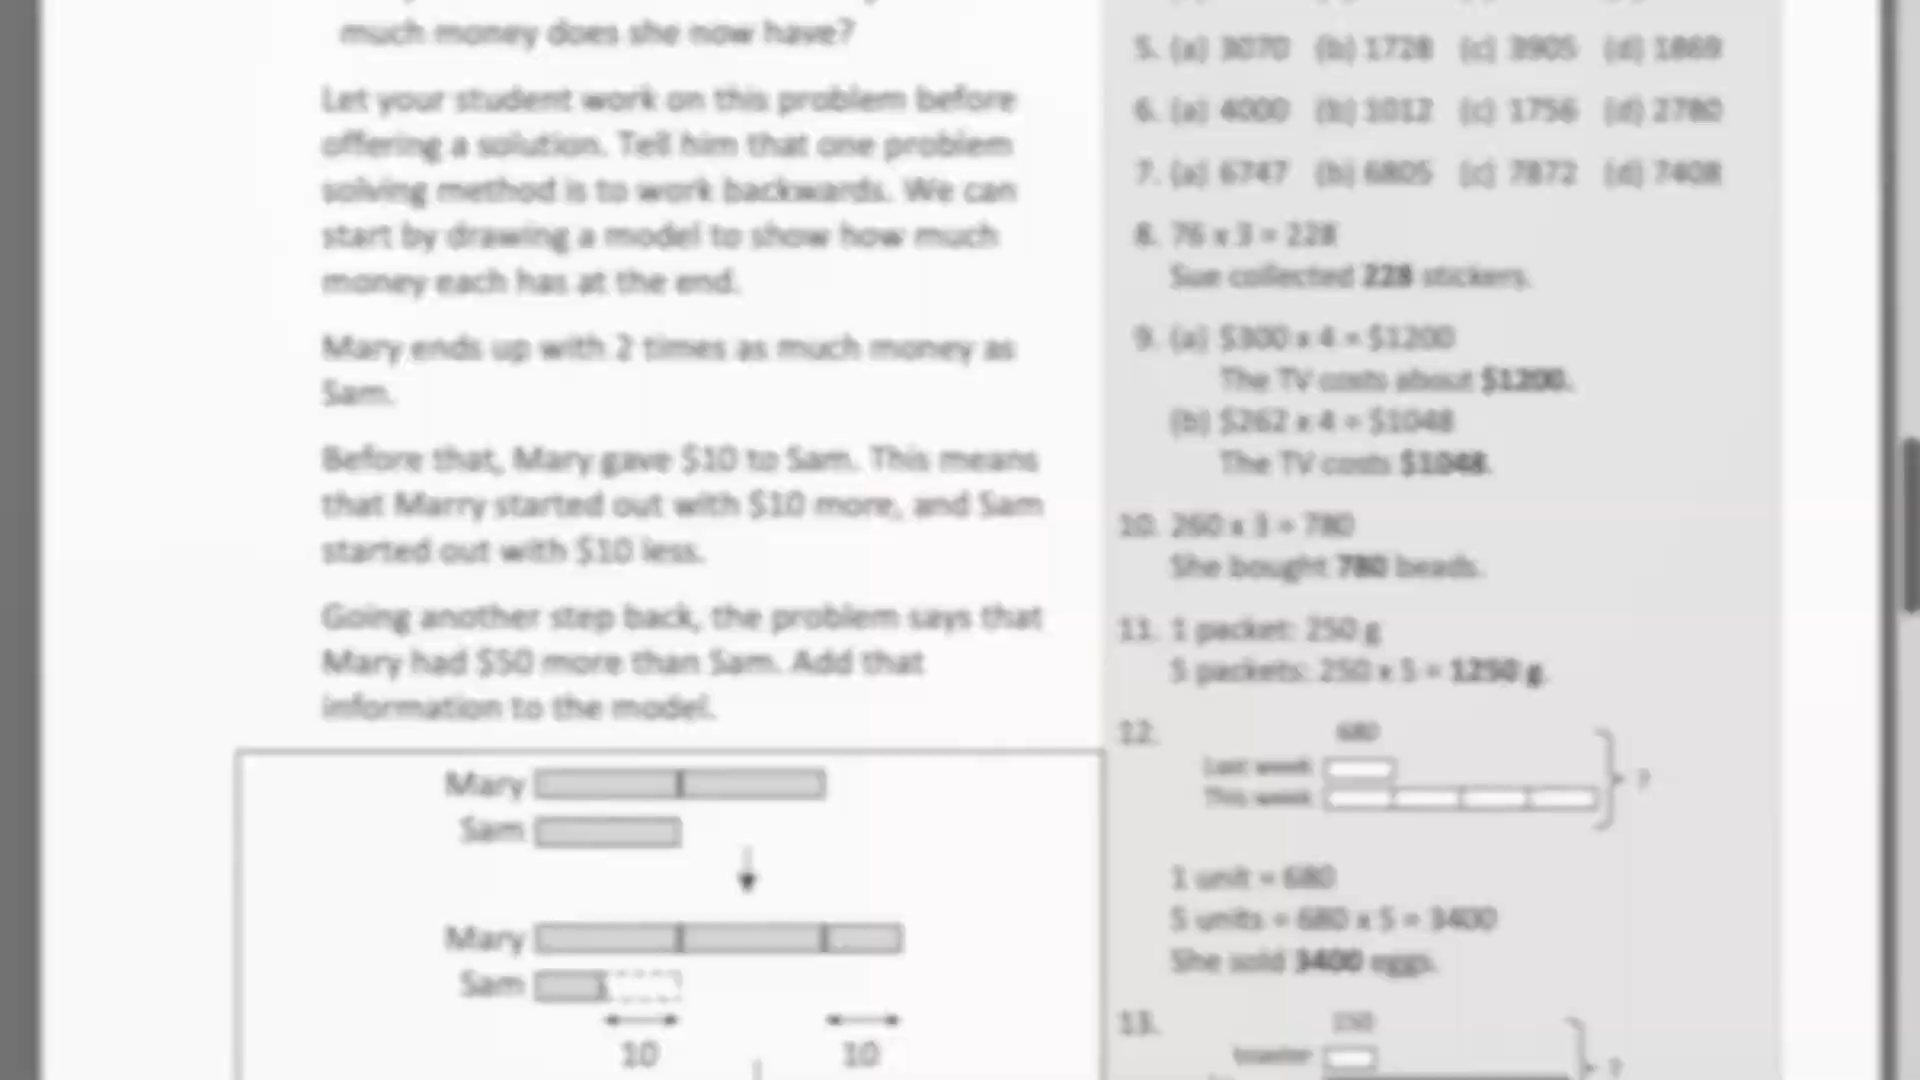 much money does she now have?
Let your student work on this problem before
offering a solution. Tell him that one problem
solving method is to work backwards. We can
start by drawing a model to show how much
money each has at the end.
Mary ends up with 2 times as much money as
Sam.
Before that, Mary gave $10 to Sam. This means
that Marry started out with $10 more, and Sam
started out with $10 less.
Going another step back, the problem says that
Mary had $50 more than Sam. Add that
information to the model.
Mary
Sam
Mary
Sam
10 10
5. (a) 3070 (b) 1728 (c) 3905 (d) 1869
6. (a) 4000 (b) 1012 (c) 1756 (d) 2780
7. (a) 6747 (b) 6805 (c) 7872 (d) 7408
8. 76 x 3 = 228
Sue collected 228 stickers.
9. (a) $300 x 4 = $1200
The TV costs about $1200.
(b) $262 x 4 = $1048
The TV costs $1048.
10. 260 x 3 = 780
She bought 780 beads.
11. 1 packet: 250 g
5 packets: 250 x 5 = 1250 g.
12.
680
Last week
This week
?
1 unit = 680
5 units = 680 x 5 = 3400
She sold 3400 eggs.
13.
toaster
?